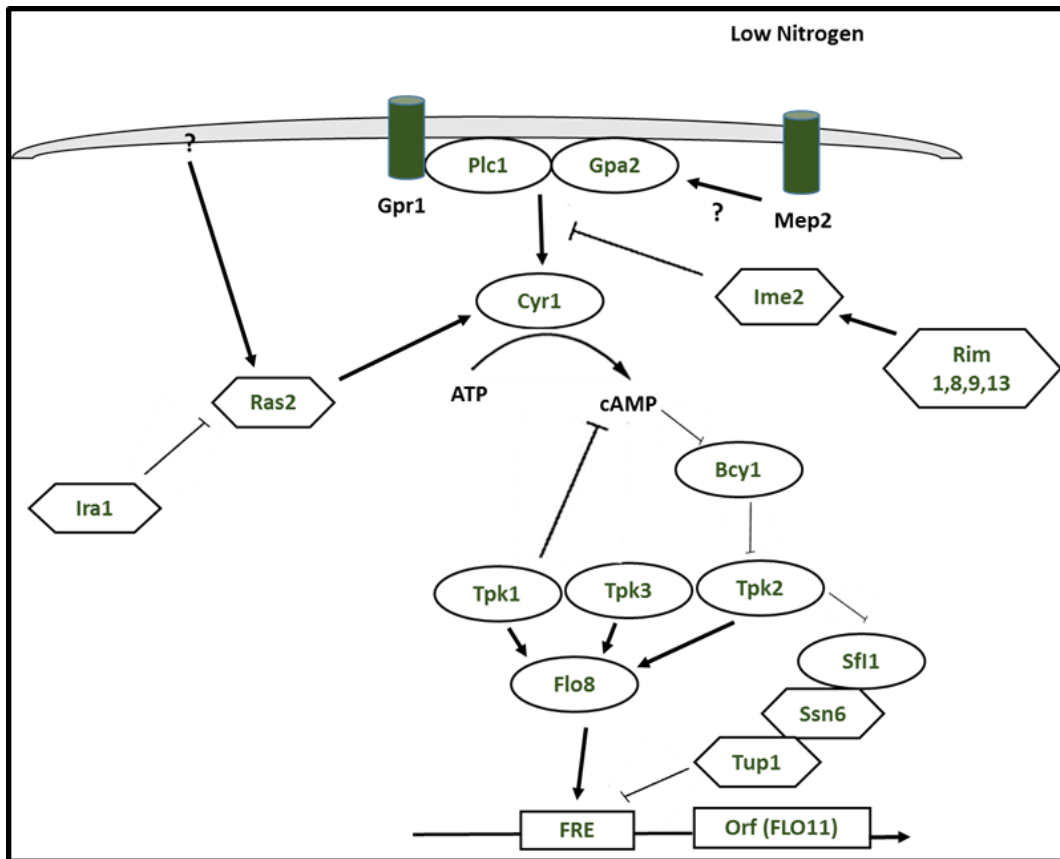 Low Nitrogen
?
Plc1
Gpa2
Gpr1
?
Mep2
Cyr1
Ime2
Rim
1,8,9,13
ATP
cAMP
Ras2
Bcy1
Ira1
Tpk1
Tpk3
Tpk2
Sfl1
Flo8
Ssn6
Tup1
FRE
Orf (FLO11)